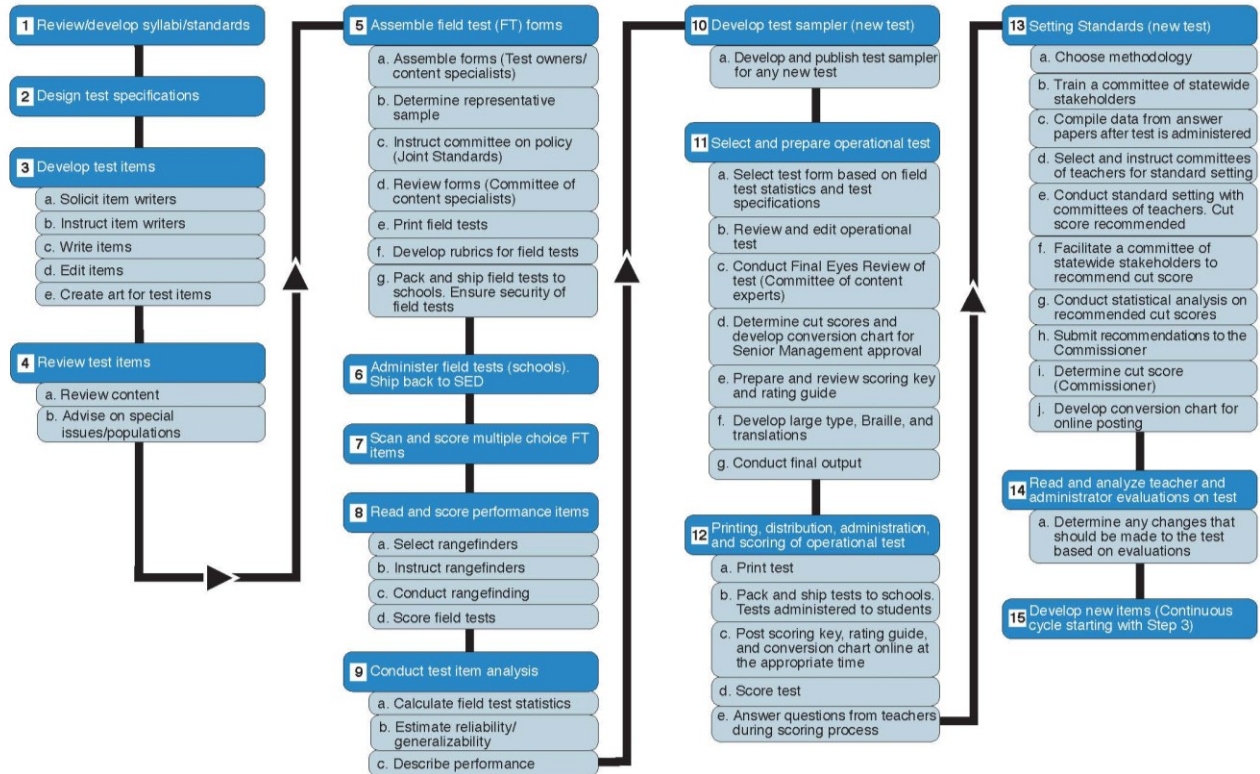 1 Review/develop syllabi/standards
2 Design test specifications
3 Develop test items
a. Solicit item writers
b. Instruct item writers
c. Write items
d. Edit items
e. Create art for test items
4 Review test items
a. Review content
b. Advise on special
issues/populations
5 Assemble field test (FT) forms
a. Assemble forms (Test owners/
content specialists)
b. Determine representative
sample
c. Instruct committee on policy
(Joint Standards)
d. Review forms (Committee of
content specialists)
e. Print field tests
f. Develop rubrics for field tests
g. Pack and ship field tests to
schools. Ensure security of
field tests
6 Administer field tests (schools).
Ship back to SED
7 Scan and score multiple choice FT
items
8 Read and score performance items
a. Select rangefinders
b. Instruct rangefinders
c. Conduct rangefinding
d. Score field tests
9 Conduct test item analysis
a. Calculate field test statistics
b. Estimate reliability/
generalizability
c. Describe performance
10 Develop test sampler (new test)
a. Develop and publish test sampler
for any new test
11 Select and prepare operational test
a. Select test form based on field
test statistics and test
specifications
b. Review and edit operational
test
c. Conduct Final Eyes Review of
test (Committee of content
experts)
d. Determine cut scores and
develop conversion chart for
Senior Management approval
e. Prepare and review scoring key
and rating guide
f. Develop large type, Braille, and
translations
g. Conduct final output
12 Printing, distribution, administration,
and scoring of operational test
a. Print test
b. Pack and ship tests to schools.
Tests administered to students
c. Post scoring key, rating guide,
and conversion chart online at
the appropriate time
d. Score test
e. Answer questions from teachers
during scoring process
13 Setting Standards (new test)
a. Choose methodology
b. Train a committee of statewide
stakeholders
c. Compile data from answer
papers after test is administered
d. Select and instruct committees
of teachers for standard setting
e. Conduct standard setting with
committees of teachers. Cut
score recommended
f. Facilitate a committee of
statewide stakeholders to
recommend cut score
g. Conduct statistical analysis on
recommended cut scores
h. Submit recommendations to the
Commissioner
i. Determine cut score
(Commissioner)
j. Develop conversion chart for
online posting
14 Read and analyze teacher and
administrator evaluations on test
a. Determine any changes that
should be made to the test
based on evaluations
15 Develop new items (Continuous
cycle starting with Step 3)